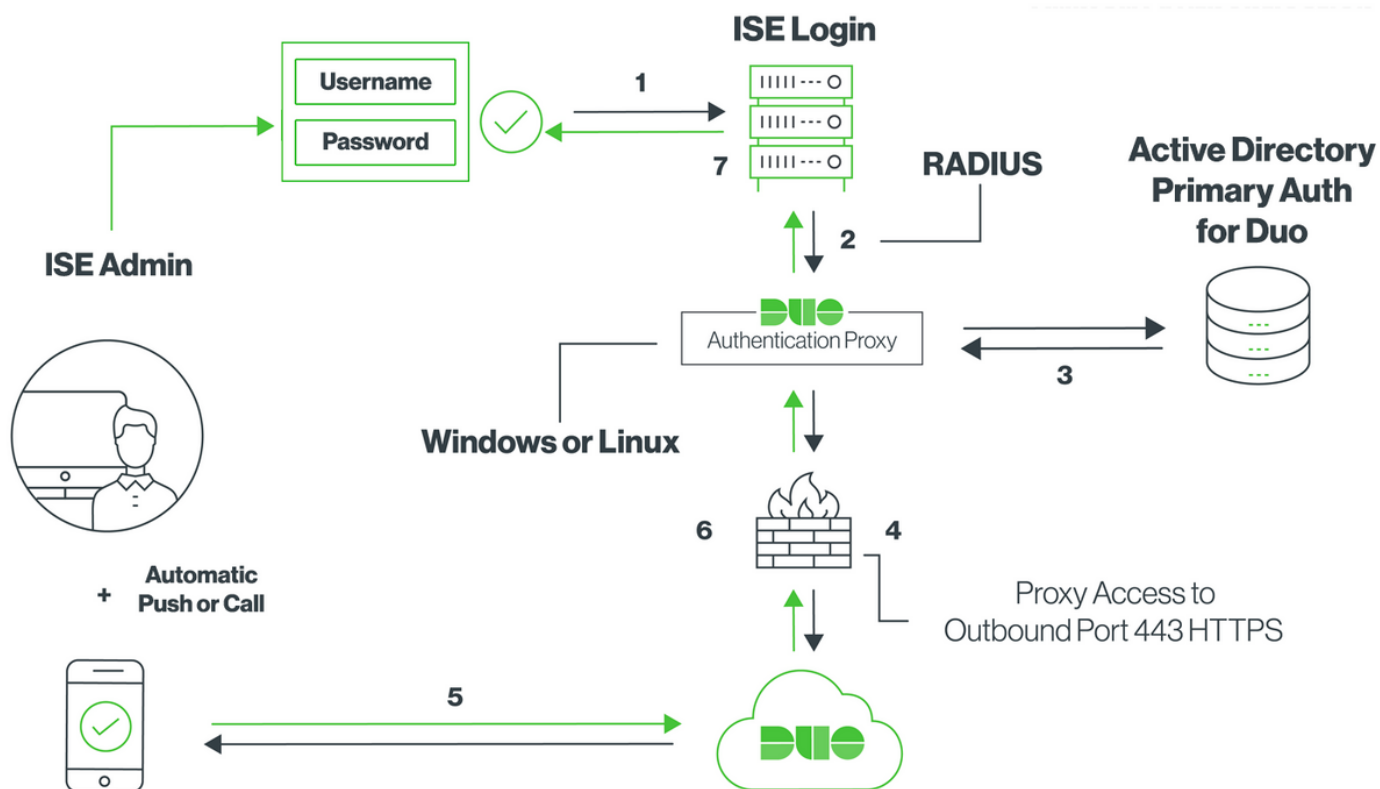 ISE Login
Username
Password
1
7
RADIUS
Active Directory
Primary Auth
for Duo
2
ISE Admin
DUO
Authentication Proxy
3
Windows or Linux
6
4
Automatic
+
Push or Call
Proxy Access to
Outbound Port 443 HTTPS
5
DUO